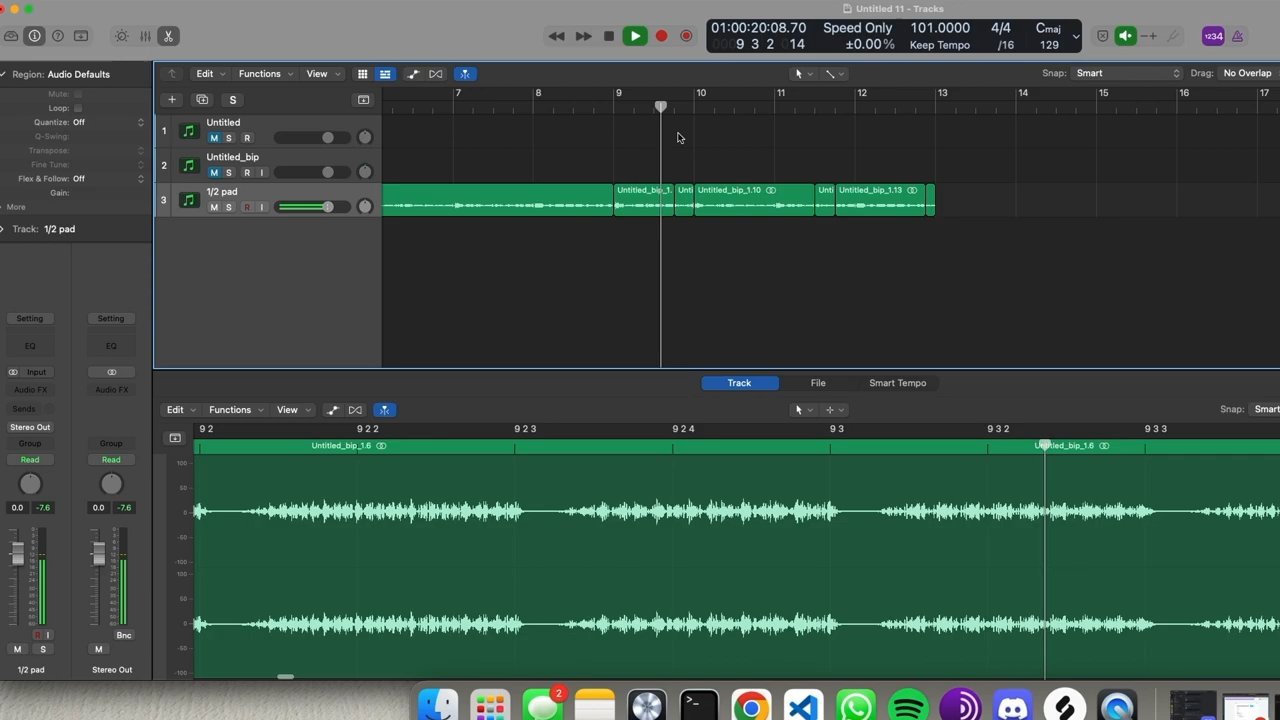 Untitled 11 - Tracks
01:00:20:08.70 Speed Only 101.0000 4/4 Cmaj
9 3 2 014 ±0.00% Keep Tempo /16 129
1234
Region: Audio Defaults
Edit Functions View
Snap: Smart Drag: No Overlap
Mute:
Loop:
Quantize: Off
Q-Swing:
Transpose:
Fine Tune:
Flex & Follow: Off
Gain:
More
Track: 1/2 pad
S
7 8 9 10 11 12 13 14 15 16 17
1 Untitled
M S R
2 Untitled_bip
M S R I
3 1/2 pad
M S R I
Untitled_bip_1. Unti Untitled_bip_1.10 Unti Untitled_bip_1.13
Setting Setting
EQ EQ
Input
Audio FX Audio FX
Sends
Stereo Out
Group Group
Read Read
0.0 -7.6 0.0 -7.6
R I Bnc
M S M
1/2 pad Stereo Out
Track File Smart Tempo
Edit Functions View
Snap: Smart
9 2 9 2 2 9 2 3 9 2 4 9 3 9 3 2 9 3 3
Untitled_bip_1.6 Untitled_bip_1.6
100
50
0
-50
-100
100
50
0
-50
-100
2